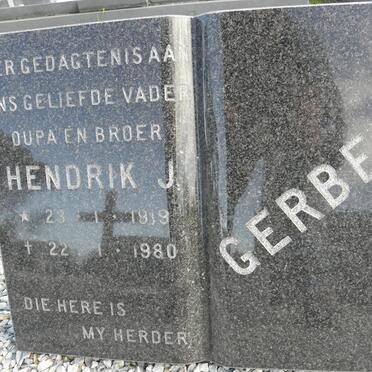 ER GEDAGTENIS AA
NS GELIEFDE VADER
OUPA EN BROER
HENDRIK J.
* 23 · 1 · 1919
† 22 · 1 · 1980
DIE HERE IS
MY HERDER
GERBE